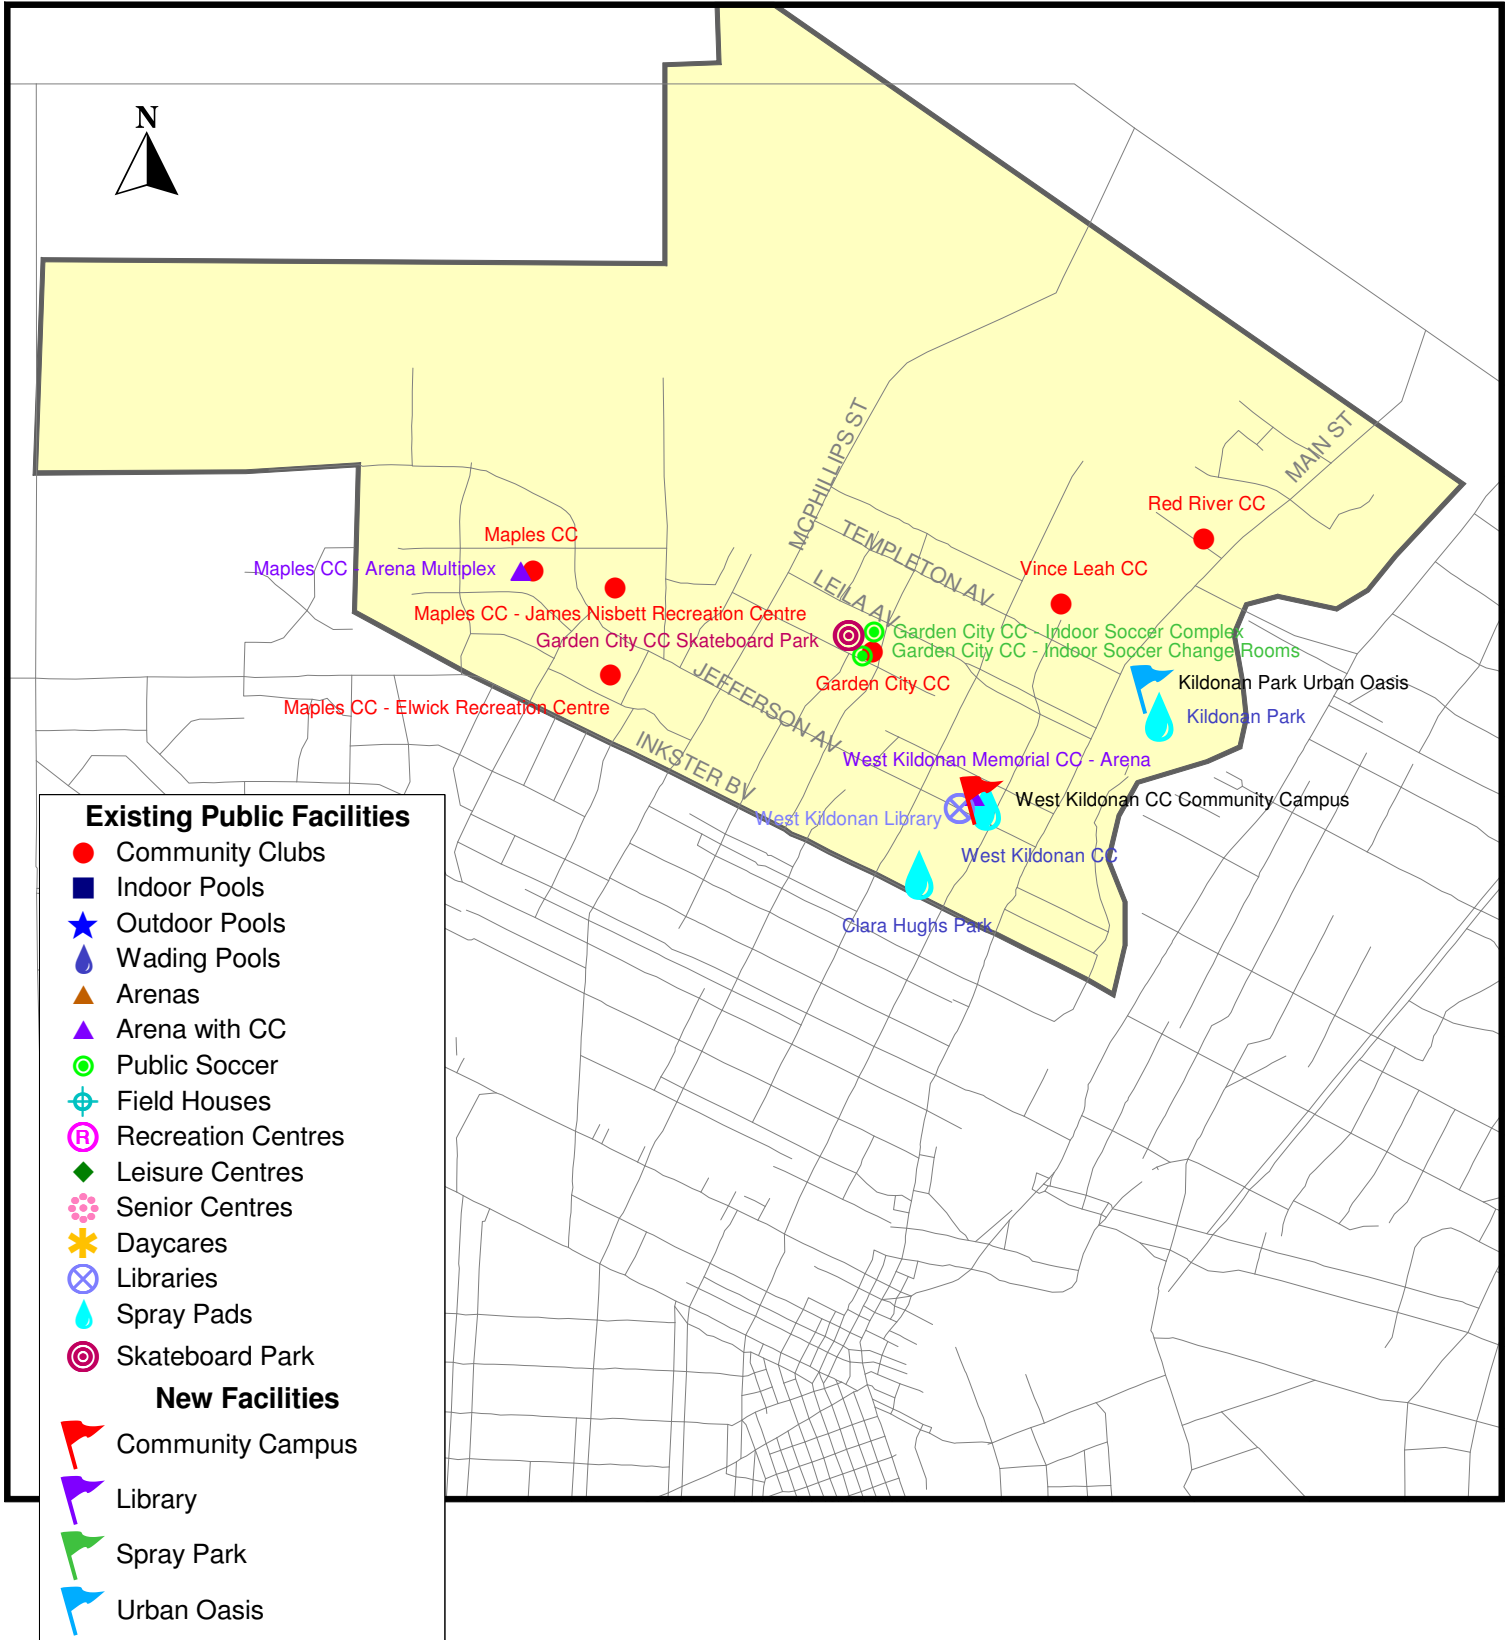 N
MCPHILLIPS ST
MAIN ST
Red River CC
Maples CC
TEMPLETON AV
Maples CC - Arena Multiplex
Vince Leah CC
LEILA AV
Maples CC - James Nisbett Recreation Centre
Garden City CC - Indoor Soccer Complex
Garden City CC Skateboard Park
Garden City CC - Indoor Soccer Change Rooms
Garden City CC
Kildonan Park Urban Oasis
JEFFERSON AV
Maples CC - Elwick Recreation Centre
Kildonan Park
INKSTER BV
West Kildonan Memorial CC - Arena
West Kildonan CC Community Campus
West Kildonan Library
West Kildonan CC
Clara Hughs Park
Existing Public Facilities
Community Clubs
Indoor Pools
Outdoor Pools
Wading Pools
Arenas
Arena with CC
Public Soccer
Field Houses
R Recreation Centres
Leisure Centres
Senior Centres
Daycares
Libraries
Spray Pads
Skateboard Park
New Facilities
Community Campus
Library
Spray Park
Urban Oasis